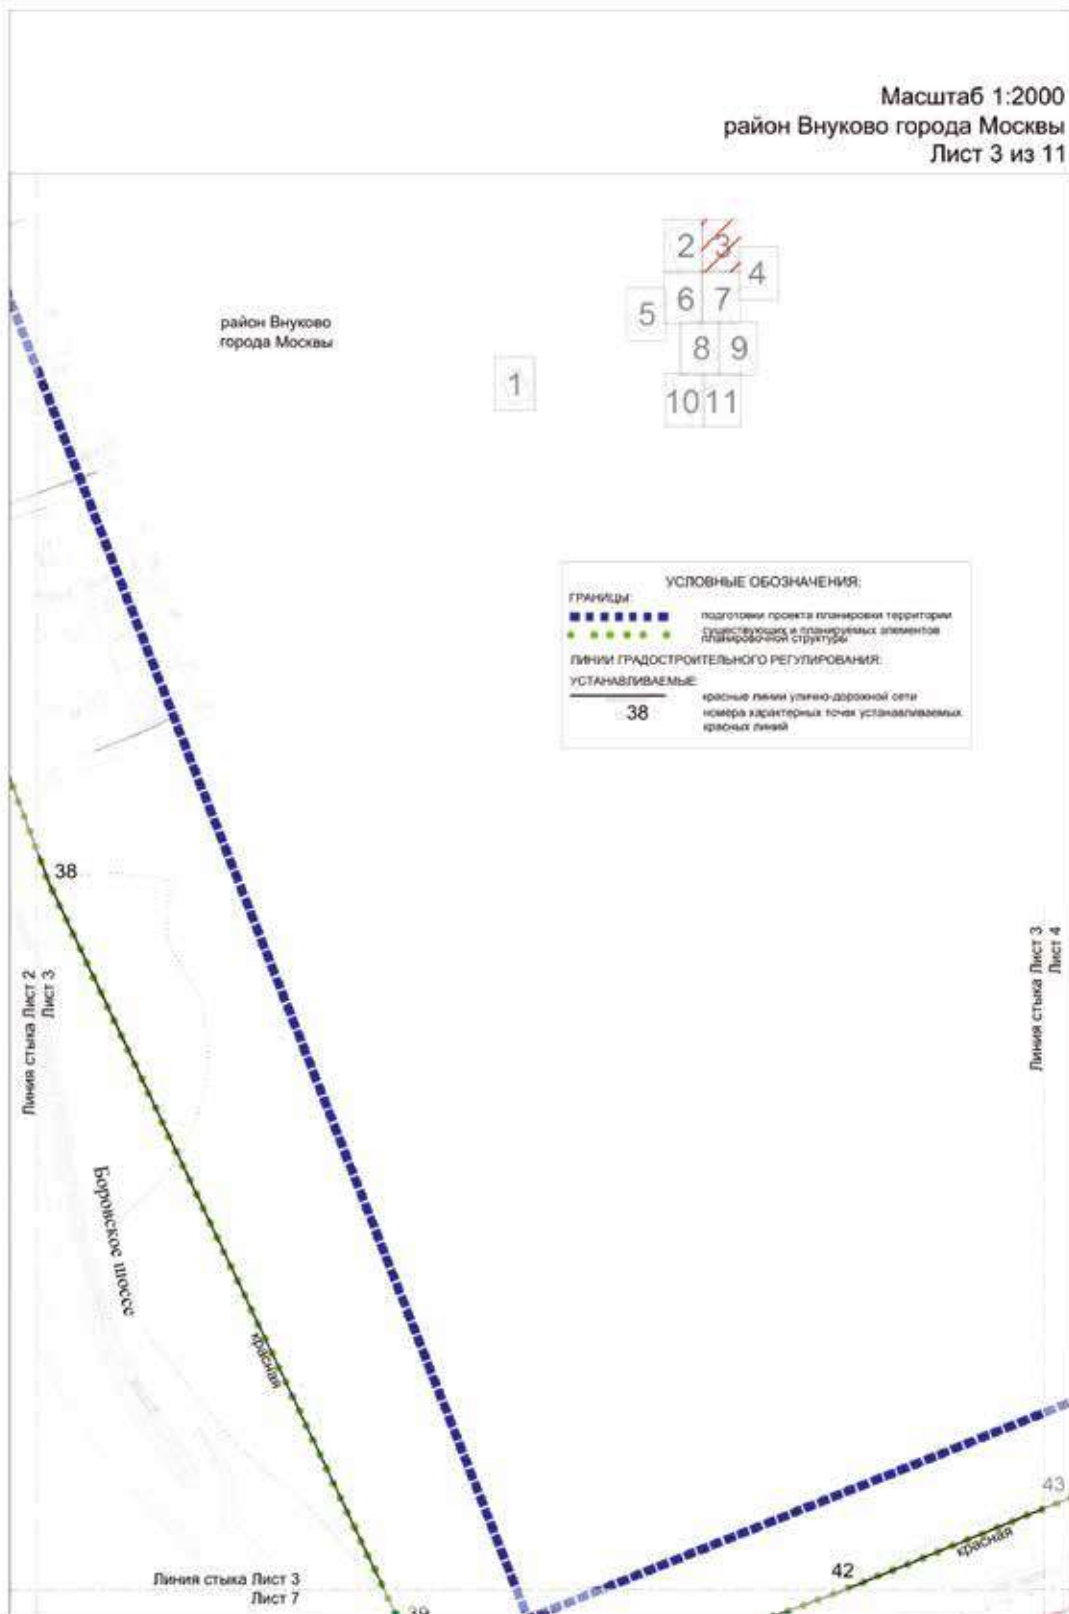 Масштаб 1:2000
район Внуково города Москвы
Лист 3 из 11
2
3
4
5
6
7
8
9
1
10
11
район Внуково
города Москвы
УСЛОВНЫЕ ОБОЗНАЧЕНИЯ:
ГРАНИЦЫ:
подготовки проекта планировки территории
существующих и планируемых элементов
планировочной структуры
ЛИНИИ ГРАДОСТРОИТЕЛЬНОГО РЕГУЛИРОВАНИЯ:
УСТАНАВЛИВАЕМЫЕ
красные линии улично-дорожной сети
38
номера характерных точек устанавливаемых
красных линий
38
Линия стыка Лист 2
Лист 3
Линия стыка Лист 3
Лист 4
Боровское шоссе
красная
43
красная
42
Линия стыка Лист 3
Лист 7
39